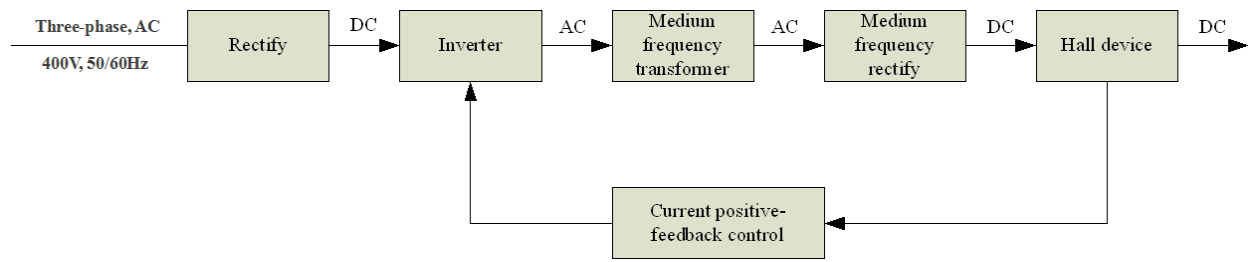 Three-phase, AC
400V, 50/60Hz
Rectify
DC
Inverter
AC
Medium
frequency
transformer
AC
Medium
frequency
rectify
DC
Hall device
DC
Current positive-
feedback control